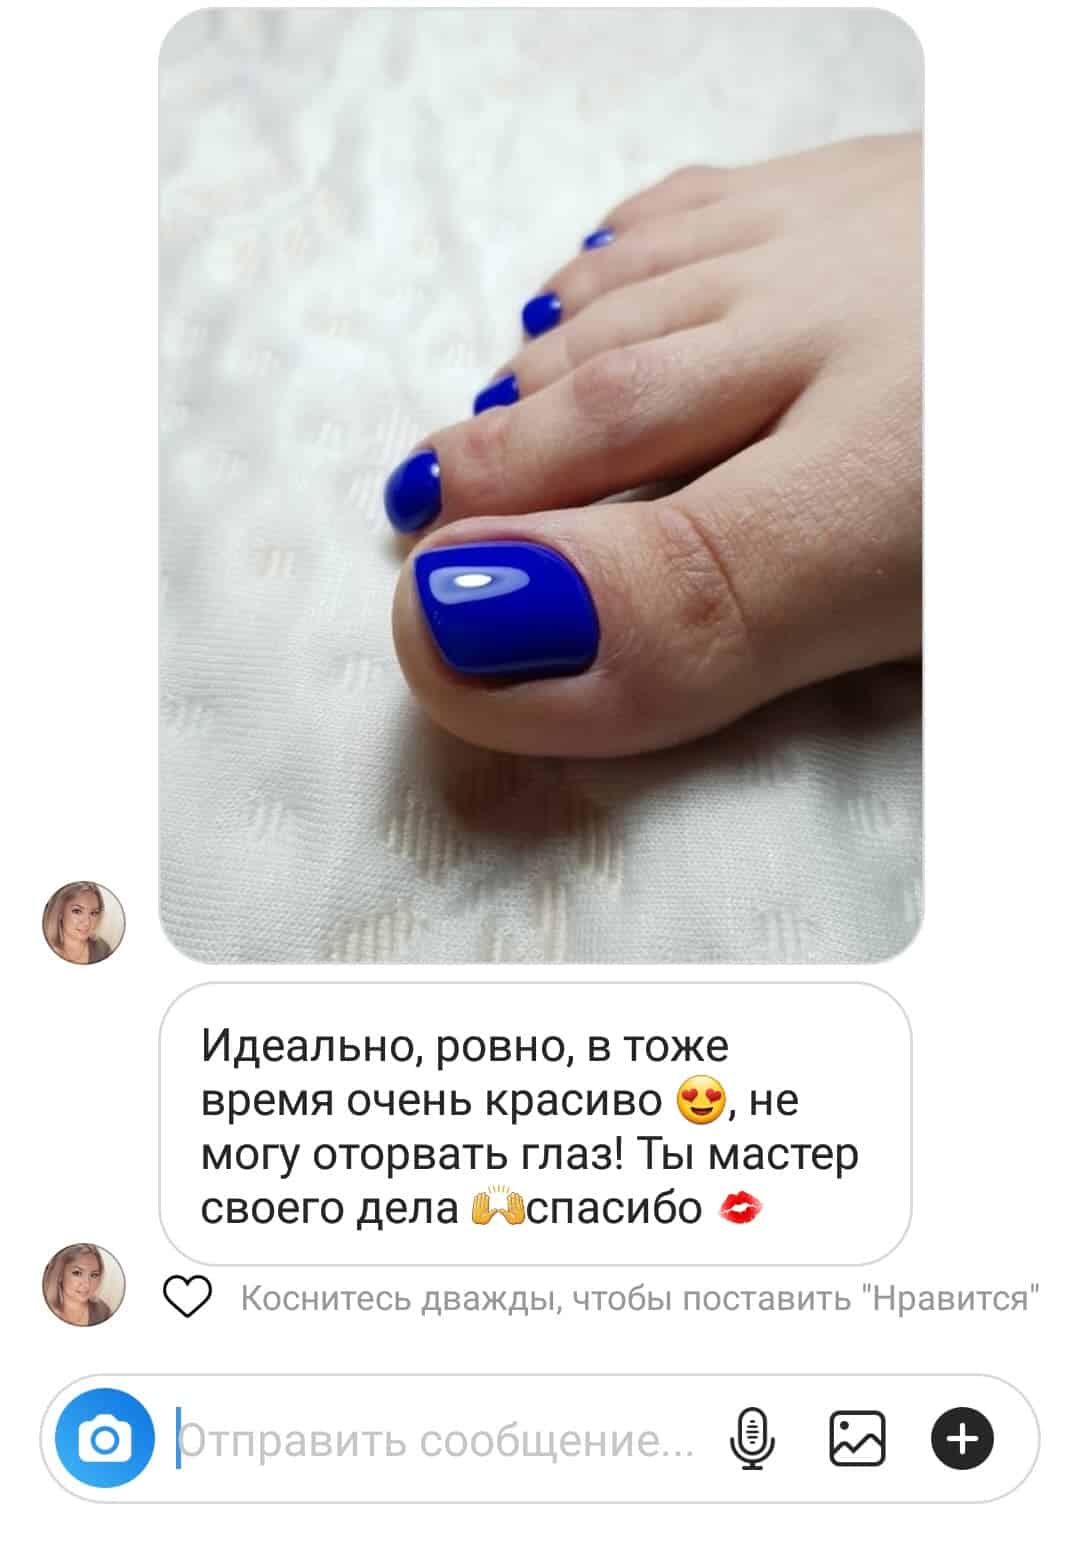 Идеально, ровно, в тоже
время очень красиво 😍, не
могу оторвать глаз! Ты мастер
своего дела 🙌спасибо 💋
Коснитесь дважды, чтобы поставить "Нравится"
Отправить сообщение...